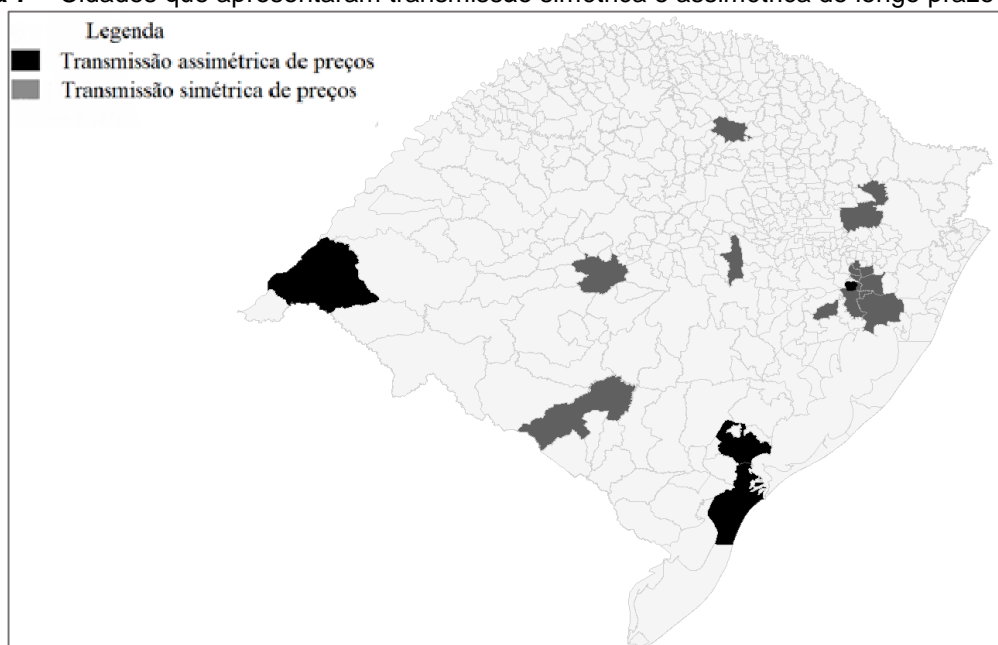 – Cidades que apresentaram transmissão simétrica e assimétrica de longo prazo
Legenda
Transmissão assimétrica de preços
Transmissão simétrica de preços